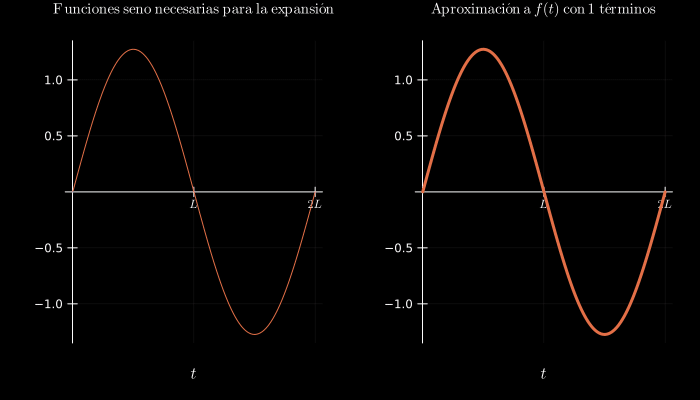 Funciones seno necesarias para la expansión
1.0
0.5
−0.5
−1.0
L
2L
t
Aproximación a f(t) con 1 términos
1.0
0.5
−0.5
−1.0
L
2L
t